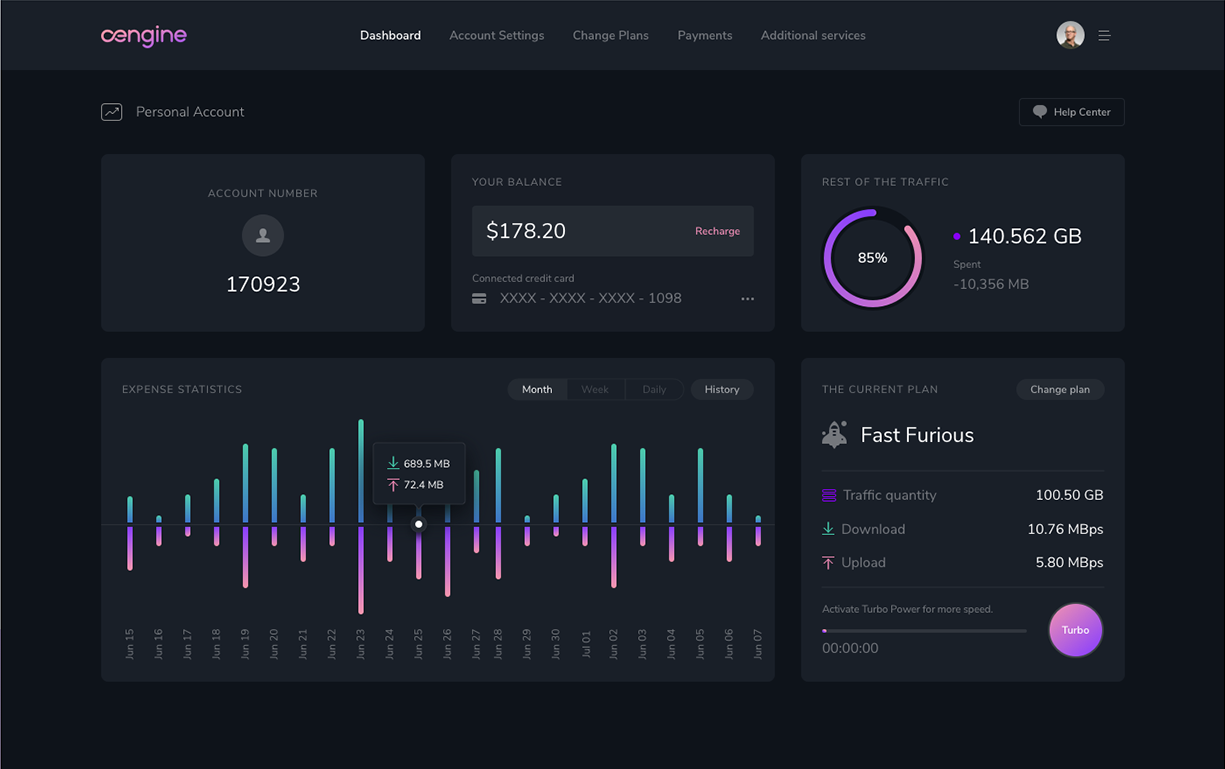 œngine
Dashboard
Account Settings
Change Plans
Payments
Additional services
Personal Account
Help Center
ACCOUNT NUMBER
170923
YOUR BALANCE
$178.20
Recharge
Connected credit card
XXXX - XXXX - XXXX - 1098
REST OF THE TRAFFIC
85%
140.562 GB
Spent
-10,356 MB
EXPENSE STATISTICS
Month
Week
Daily
History
689.5 MB
72.4 MB
Jun 15
Jun 16
Jun 17
Jun 18
Jun 19
Jun 20
Jun 21
Jun 22
Jun 23
Jun 24
Jun 25
Jun 26
Jun 27
Jun 28
Jun 29
Jun 30
Jul 01
Jun 02
Jun 03
Jun 04
Jun 05
Jun 06
Jun 07
THE CURRENT PLAN
Change plan
Fast Furious
Traffic quantity
100.50 GB
Download
10.76 MBps
Upload
5.80 MBps
Activate Turbo Power for more speed.
00:00:00
Turbo